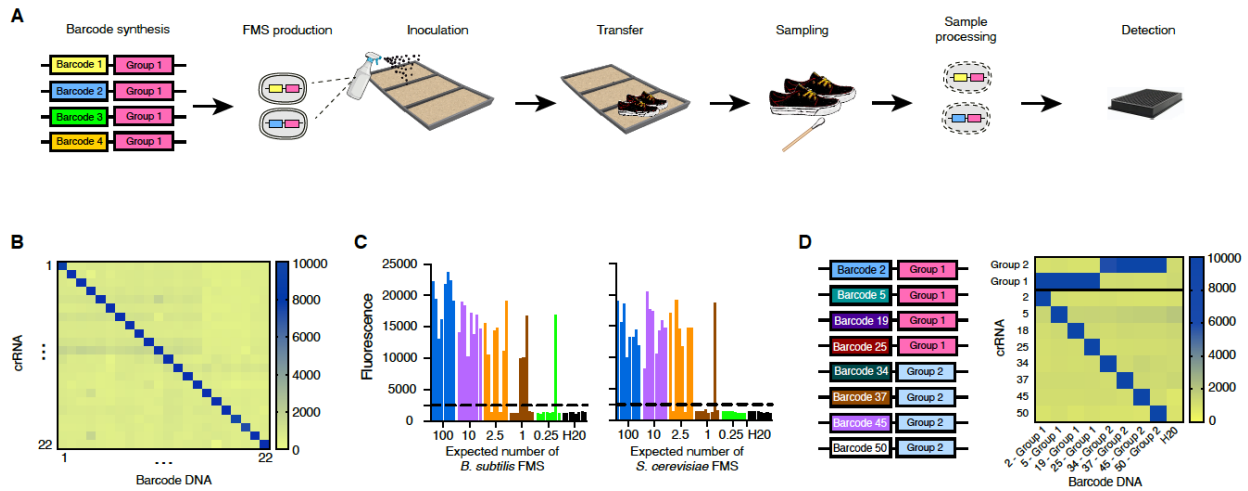 A
Barcode synthesis
FMS production
Inoculation
Transfer
Sampling
Sample
processing
Detection
Barcode 1 Group 1
Barcode 2 Group 1
Barcode 3 Group 1
Barcode 4 Group 1
B
1
⋮
22
crRNA
1 ... 22
Barcode DNA
10000
8000
6000
4000
2000
0
C
Fluorescence
25000
20000
15000
10000
5000
0
100 10 2.5 1 0.25 H20
Expected number of
B. subtilis FMS
100 10 2.5 1 0.25 H20
Expected number of
S. cerevisiae FMS
D
Barcode 2 Group 1
Barcode 5 Group 1
Barcode 19 Group 1
Barcode 25 Group 1
Barcode 34 Group 2
Barcode 37 Group 2
Barcode 45 Group 2
Barcode 50 Group 2
crRNA
Group 2
Group 1
2
5
18
25
34
37
45
50
2 - Group 1
5 - Group 1
19 - Group 1
25 - Group 1
34 - Group 2
37 - Group 2
45 - Group 2
50 - Group 2
H20
Barcode DNA
10000
8000
6000
4000
2000
0